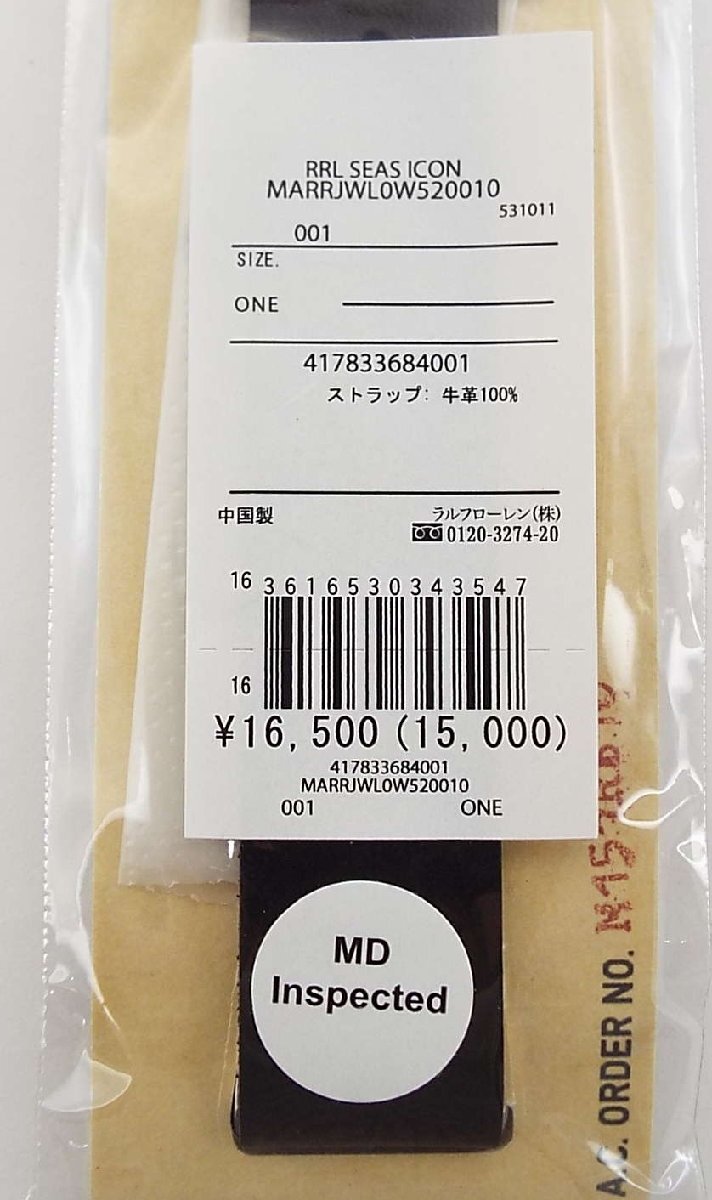 RRL SEAS ICON
MARRJWL0W520010
531011
001
SIZE.
ONE
417833684001
ストラップ: 牛革100%
中国製
ラルフローレン(株)
0120-3274-20
16
3616530343547
16
¥16,500 (15,000)
417833684001
MARRJWL0W520010
001 ONE
MD
Inspected
A.C. ORDER NO.